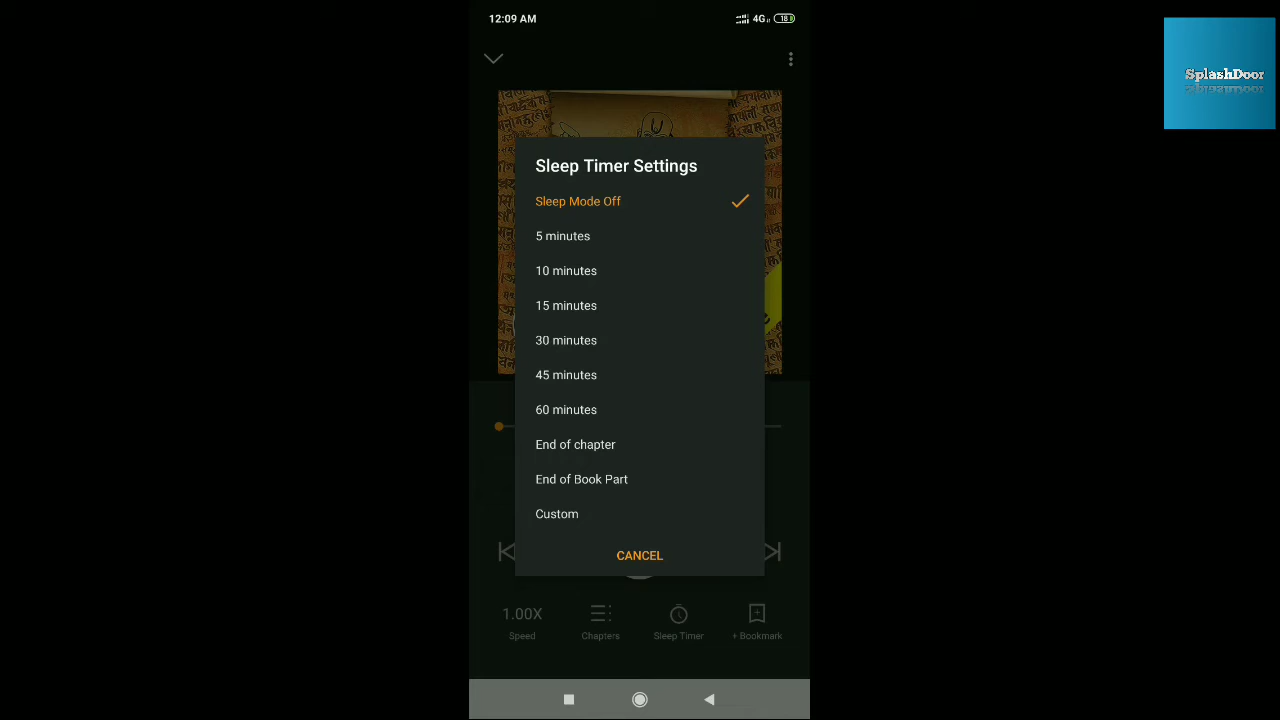 12:09 AM
4G
18
SplashDoor
Sleep Timer Settings
Sleep Mode Off
5 minutes
10 minutes
15 minutes
30 minutes
45 minutes
60 minutes
End of chapter
End of Book Part
Custom
CANCEL
1.00X
Speed
Chapters
Sleep Timer
+ Bookmark